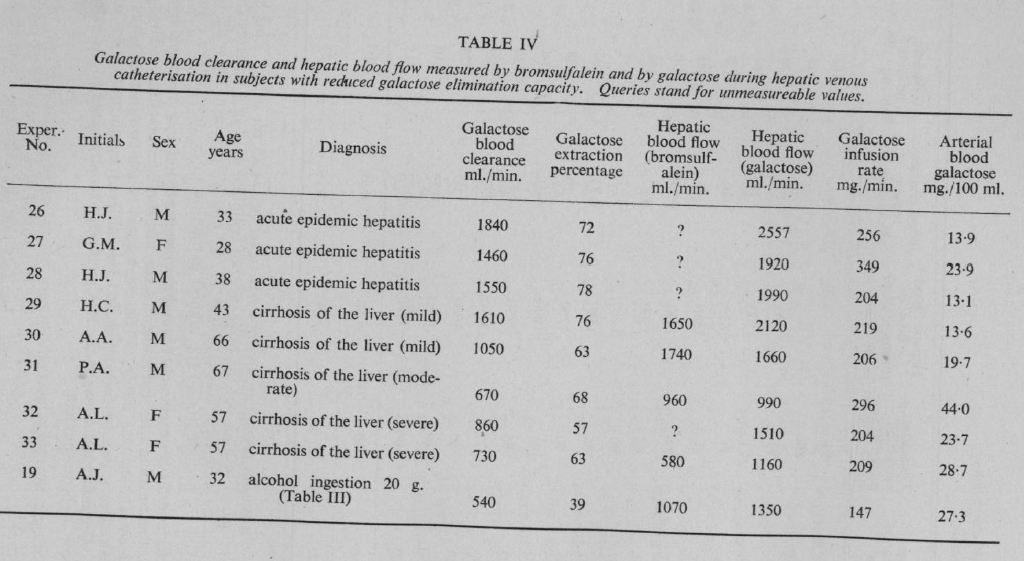 TABLE IV
Galactose blood clearance and hepatic blood flow measured by bromsulfalein and by galactose during hepatic venous
catheterisation in subjects with reduced galactose elimination capacity. Queries stand for unmeasureable values.
Exper. No. Initials Sex Age years Diagnosis Galactose blood clearance ml./min. Galactose extraction percentage Hepatic blood flow (bromsulf-alein) ml./min. Hepatic blood flow (galactose) ml./min. Galactose infusion rate mg./min. Arterial blood galactose mg./100 ml.
26 H.J. M 33 acute epidemic hepatitis 1840 72 ? 2557 256 13·9
27 G.M. F 28 acute epidemic hepatitis 1460 76 ? 1920 349 23·9
28 H.J. M 38 acute epidemic hepatitis 1550 78 ? 1990 204 13·1
29 H.C. M 43 cirrhosis of the liver (mild) 1610 76 1650 2120 219 13·6
30 A.A. M 66 cirrhosis of the liver (mild) 1050 63 1740 1660 206 19·7
31 P.A. M 67 cirrhosis of the liver (mode-
rate) 670 68 960 990 296 44·0
32 A.L. F 57 cirrhosis of the liver (severe) 860 57 ? 1510 204 23·7
33 A.L. F 57 cirrhosis of the liver (severe) 730 63 580 1160 209 28·7
19 A.J. M 32 alcohol ingestion 20 g.
(Table III) 540 39 1070 1350 147 27·3